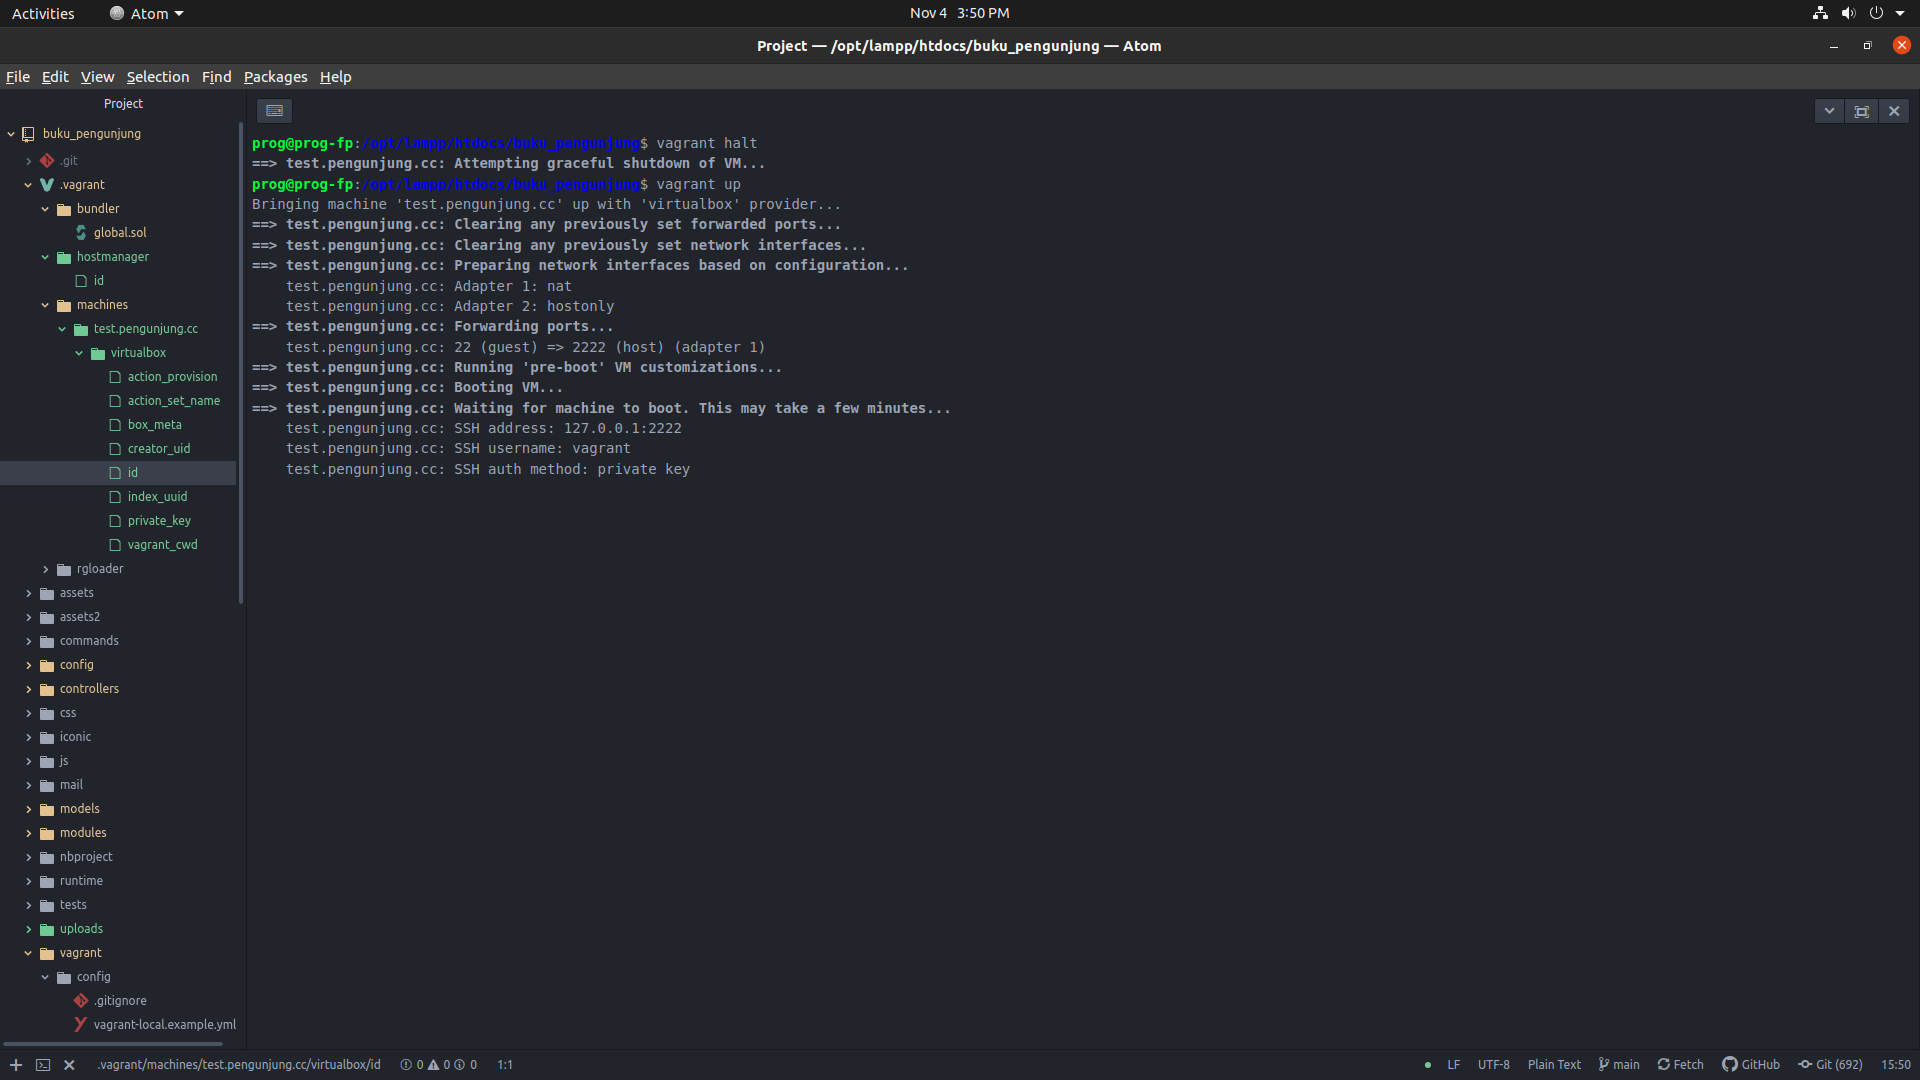 Activities
Atom
Nov 4 3:50 PM
Project — /opt/lampp/htdocs/buku_pengunjung — Atom
File Edit View Selection Find Packages Help
Project
buku_pengunjung
.git
.vagrant
bundler
global.sol
hostmanager
id
machines
test.pengunjung.cc
virtualbox
action_provision
action_set_name
box_meta
creator_uid
id
index_uuid
private_key
vagrant_cwd
rgloader
assets
assets2
commands
config
controllers
css
iconic
js
mail
models
modules
nbproject
runtime
tests
uploads
vagrant
config
.gitignore
vagrant-local.example.yml
prog@prog-fp:/opt/lampp/htdocs/buku_pengunjung$ vagrant halt
==> test.pengunjung.cc: Attempting graceful shutdown of VM...
prog@prog-fp:/opt/lampp/htdocs/buku_pengunjung$ vagrant up
Bringing machine 'test.pengunjung.cc' up with 'virtualbox' provider...
==> test.pengunjung.cc: Clearing any previously set forwarded ports...
==> test.pengunjung.cc: Clearing any previously set network interfaces...
==> test.pengunjung.cc: Preparing network interfaces based on configuration...
test.pengunjung.cc: Adapter 1: nat
test.pengunjung.cc: Adapter 2: hostonly
==> test.pengunjung.cc: Forwarding ports...
test.pengunjung.cc: 22 (guest) => 2222 (host) (adapter 1)
==> test.pengunjung.cc: Running 'pre-boot' VM customizations...
==> test.pengunjung.cc: Booting VM...
==> test.pengunjung.cc: Waiting for machine to boot. This may take a few minutes...
test.pengunjung.cc: SSH address: 127.0.0.1:2222
test.pengunjung.cc: SSH username: vagrant
test.pengunjung.cc: SSH auth method: private key
.vagrant/machines/test.pengunjung.cc/virtualbox/id 0 0 0 1:1
LF UTF-8 Plain Text main Fetch GitHub Git (692) 15:50